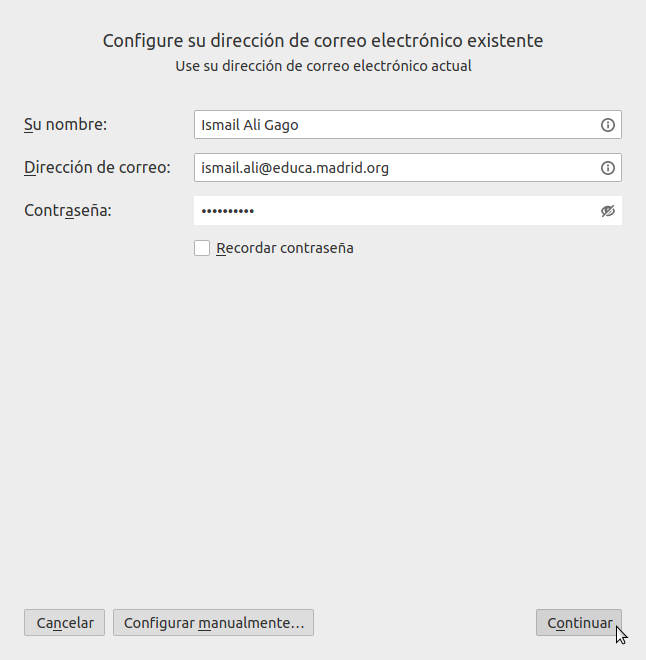 Configure su dirección de correo electrónico existente
Use su dirección de correo electrónico actual
Su nombre: Ismail Ali Gago
Dirección de correo: ismail.ali@educa.madrid.org
Contraseña: ••••••••••
Recordar contraseña
Cancelar Configurar manualmente... Continuar